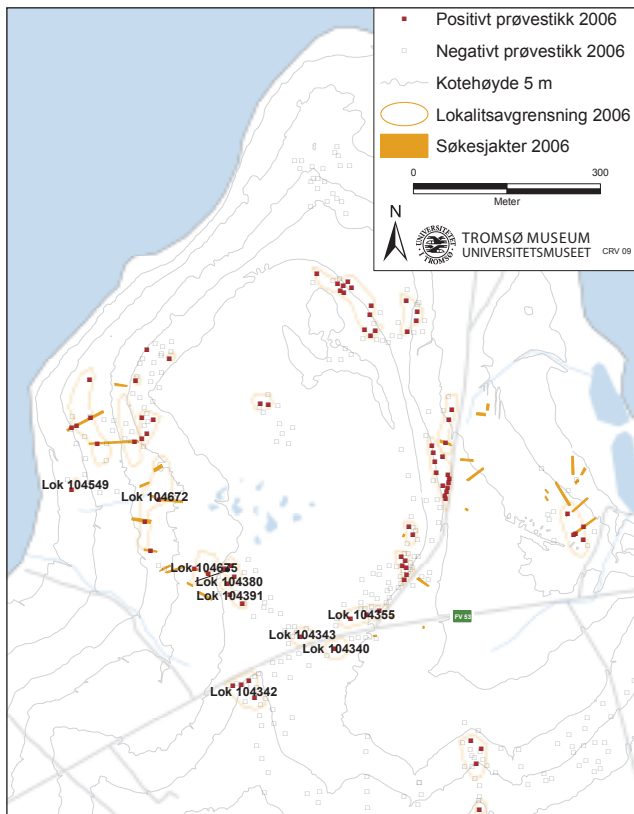 Positivt prøvestikk 2006
Negativt prøvestikk 2006
Kotehøyde 5 m
Lokalitsavgrensning 2006
Søkesjakter 2006
0 300
Meter
N
UNIVERSITETET I TROMSØ
TROMSØ MUSEUM
UNIVERSITETSMUSEET CRV 09
Lok 104549
Lok 104672
Lok 104675
Lok 104380
Lok 104391
Lok 104355
FV 53
Lok 104343
Lok 104340
Lok 104342